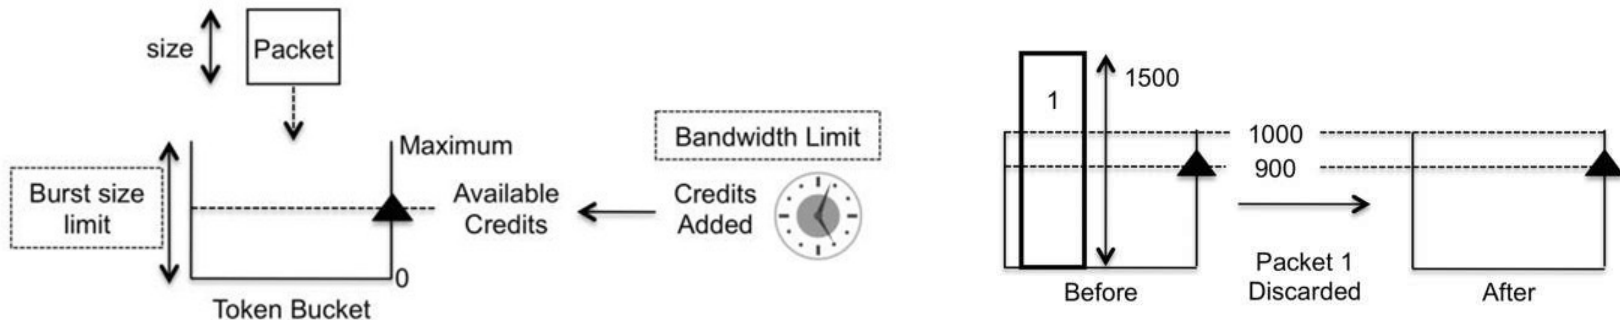 size
Packet
Maximum
Burst size
limit
Available
Credits
Bandwidth Limit
Credits
Added
0
Token Bucket
1
1500
1000
900
Before
Packet 1
Discarded
After